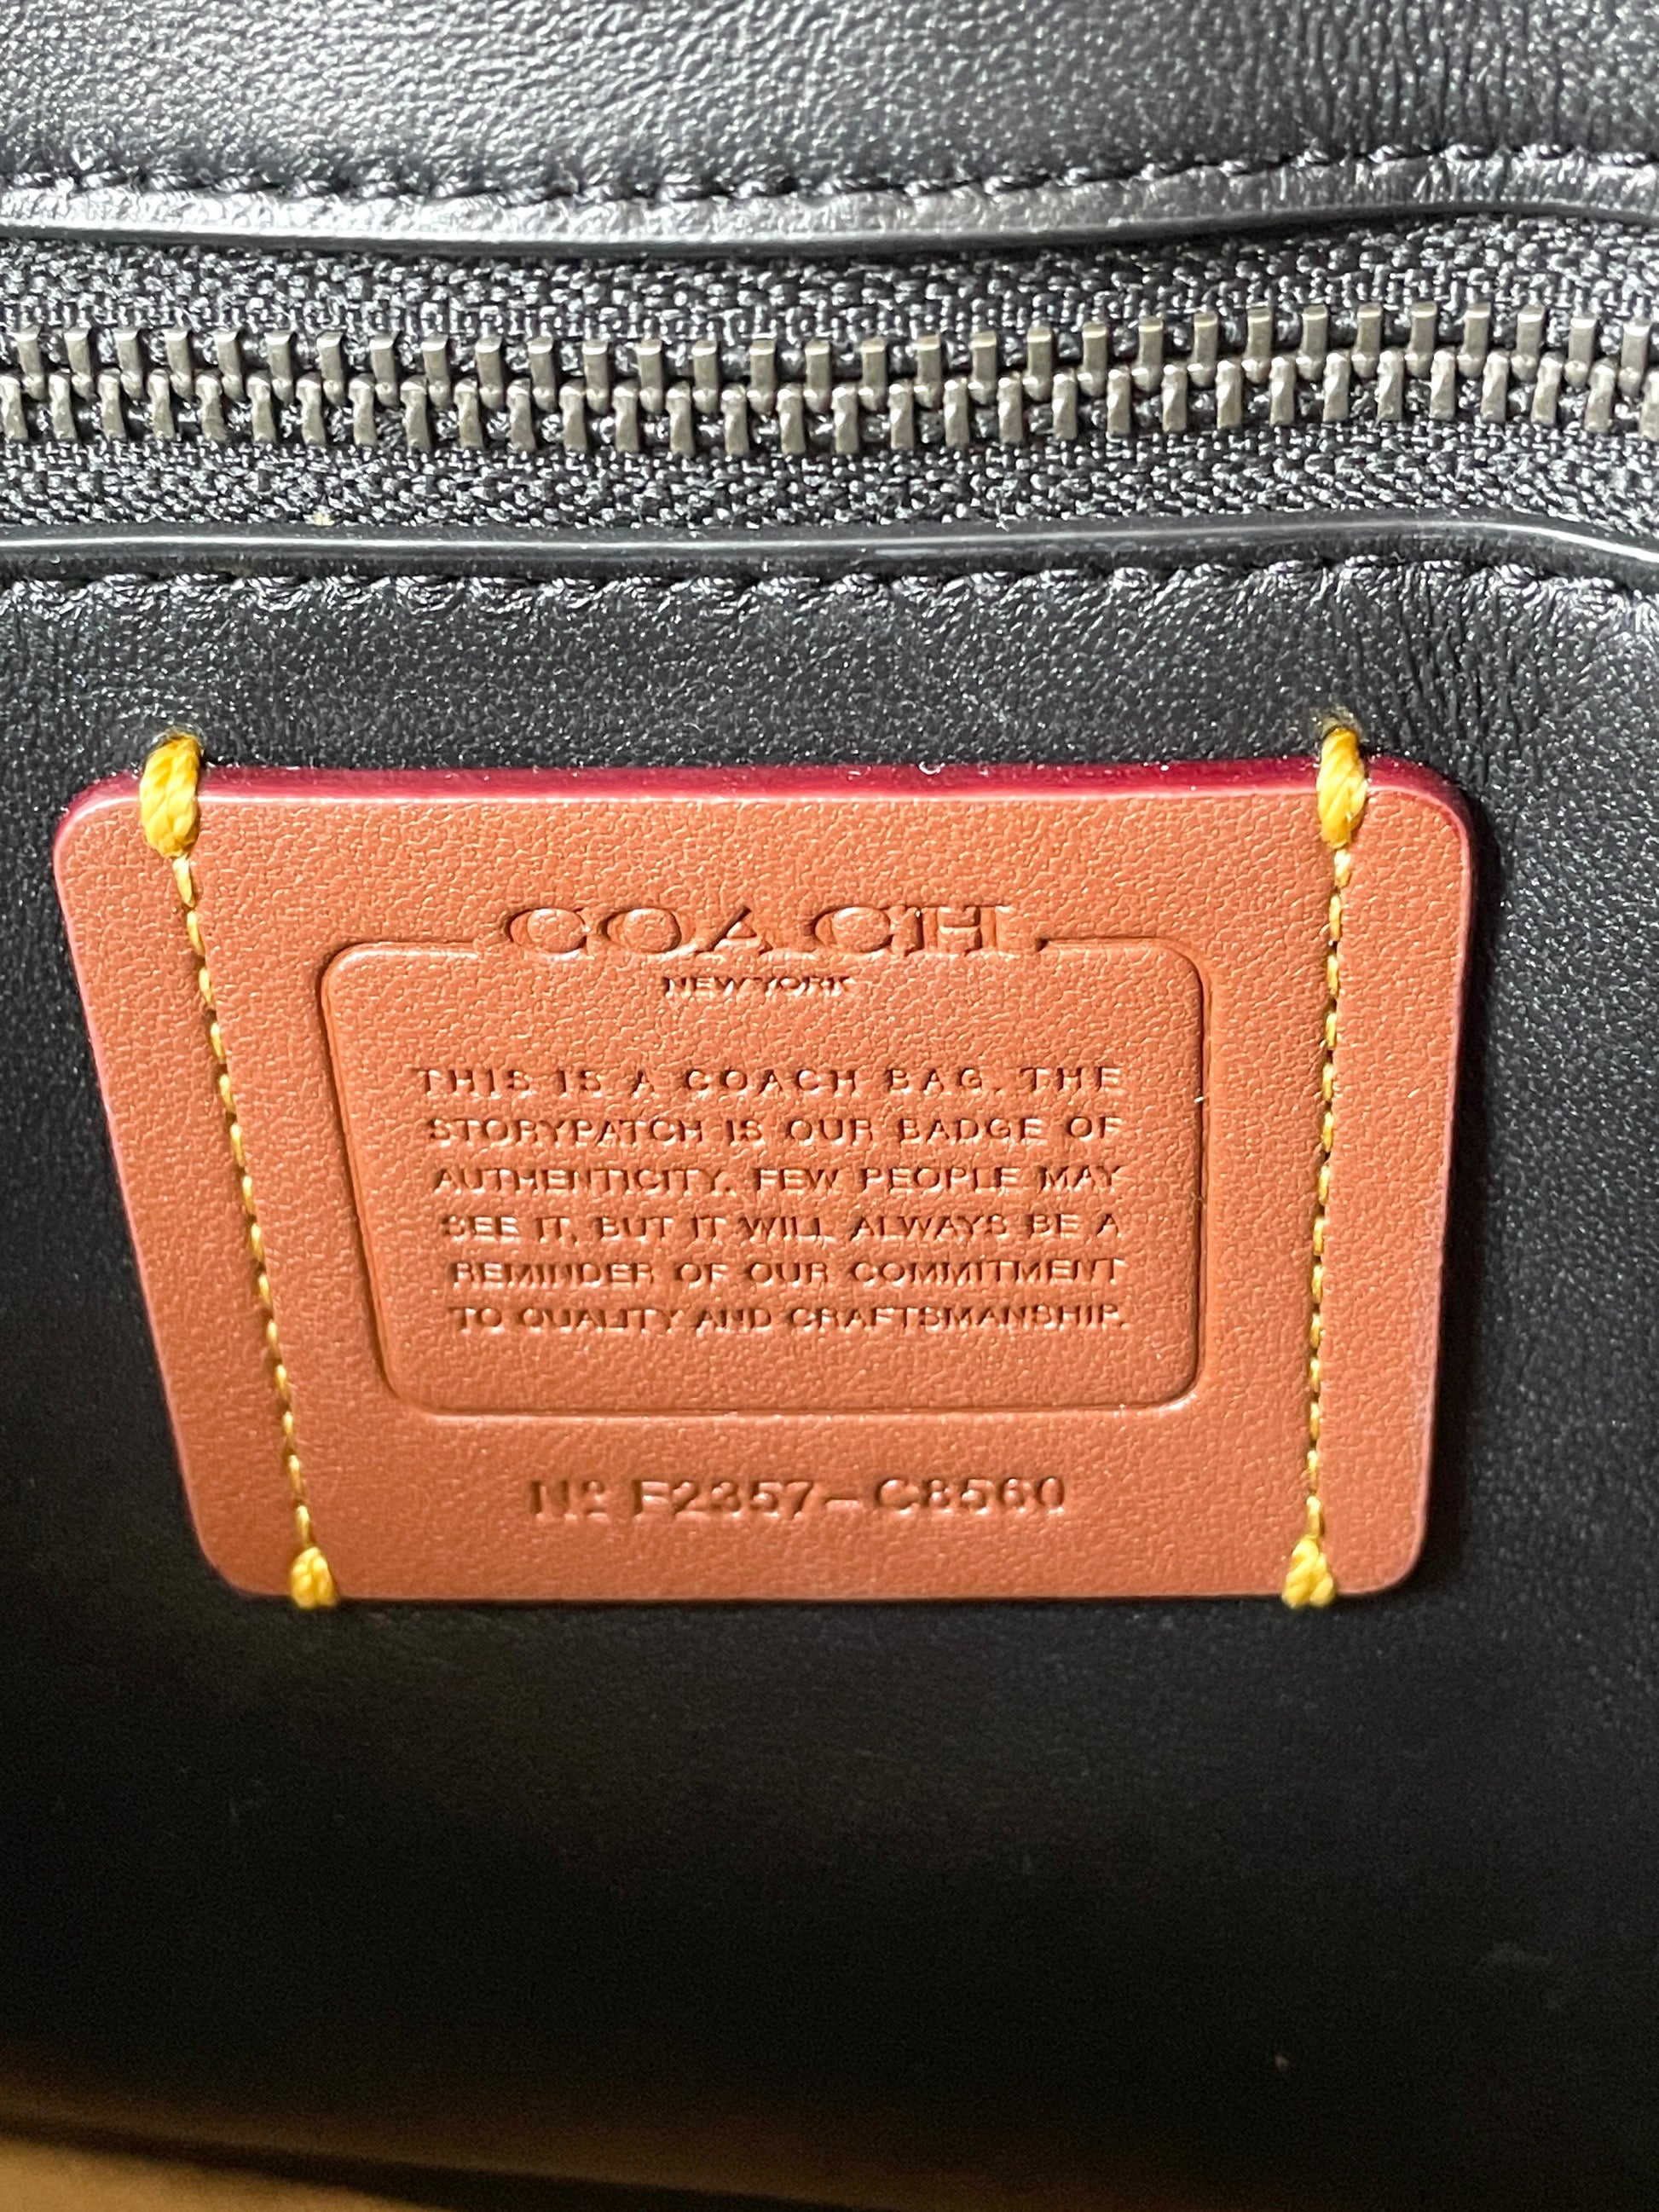 COACH
NEW YORK
THIS IS A COACH BAG. THE
STORYPATCH IS OUR BADGE OF
AUTHENTICITY. FEW PEOPLE MAY
SEE IT, BUT IT WILL ALWAYS BE A
REMINDER OF OUR COMMITMENT
TO QUALITY AND CRAFTSMANSHIP.
Nº F2357-C8560